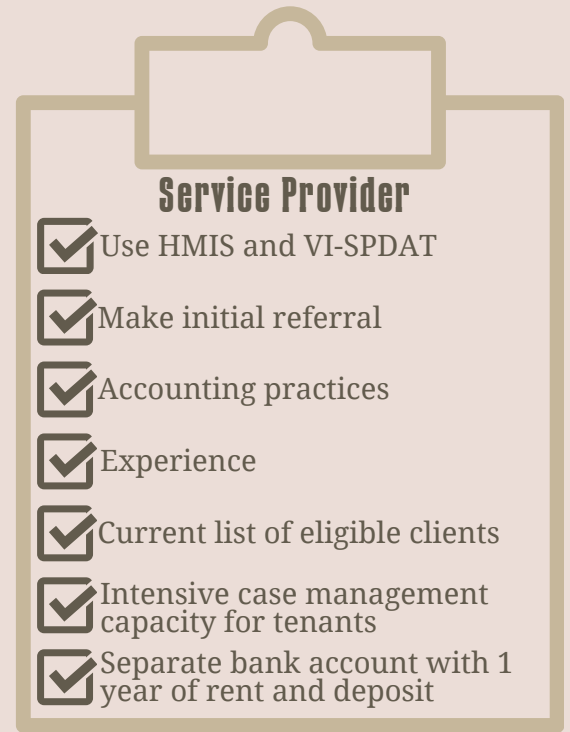 Service Provider
Use HMIS and VI-SPDAT
Make initial referral
Accounting practices
Experience
Current list of eligible clients
Intensive case management
capacity for tenants
Separate bank account with 1
year of rent and deposit